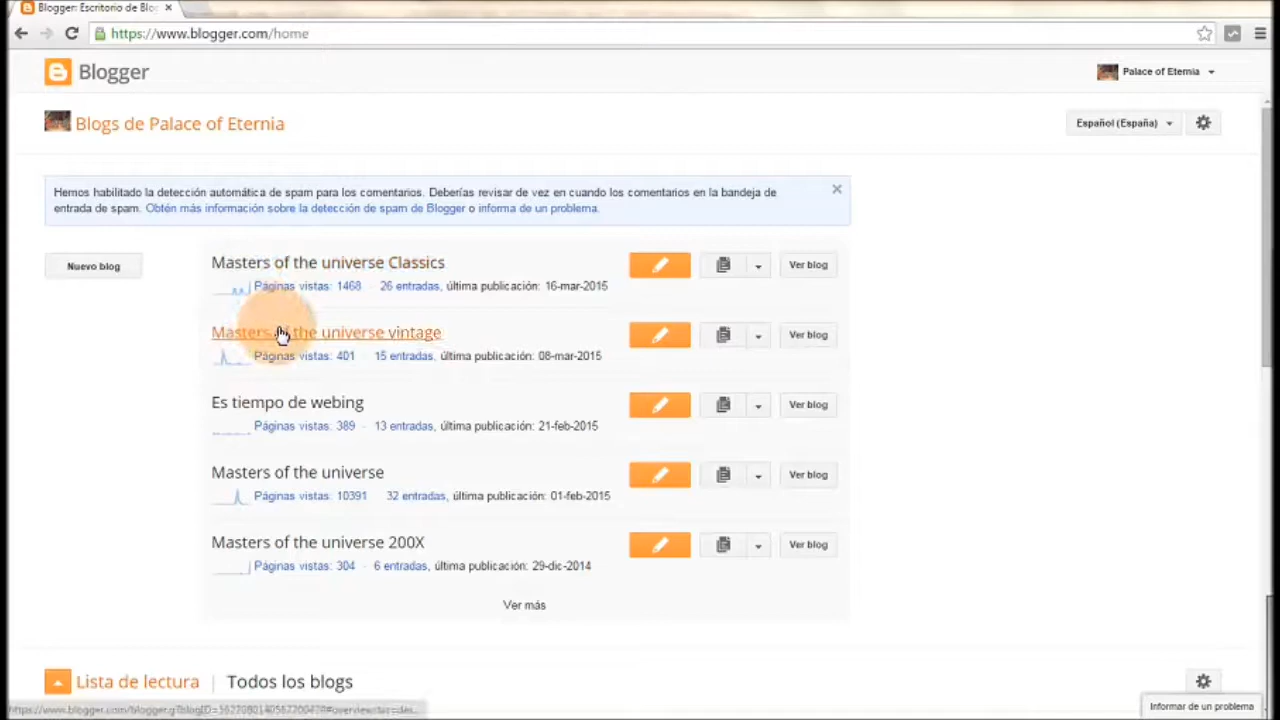 Blogger: Escritorio de Blog
https://www.blogger.com/home
Blogger
Palace of Eternia
Blogs de Palace of Eternia
Español (España)
Hemos habilitado la detección automática de spam para los comentarios. Deberías revisar de vez en cuando los comentarios en la bandeja de
entrada de spam. Obtén más información sobre la detección de spam de Blogger o informa de un problema.
Nuevo blog
Masters of the universe Classics
Ver blog
Páginas vistas: 1468 · 26 entradas, última publicación: 16-mar-2015
Masters of the universe vintage
Ver blog
Páginas vistas: 401 15 entradas, última publicación: 08-mar-2015
Es tiempo de webing
Ver blog
Páginas vistas: 389 · 13 entradas, última publicación: 21-feb-2015
Masters of the universe
Ver blog
Páginas vistas: 10391 32 entradas, última publicación: 01-feb-2015
Masters of the universe 200X
Ver blog
Páginas vistas: 304 · 6 entradas, última publicación: 29-dic-2014
Ver más
Lista de lectura | Todos los blogs
Informar de un problema